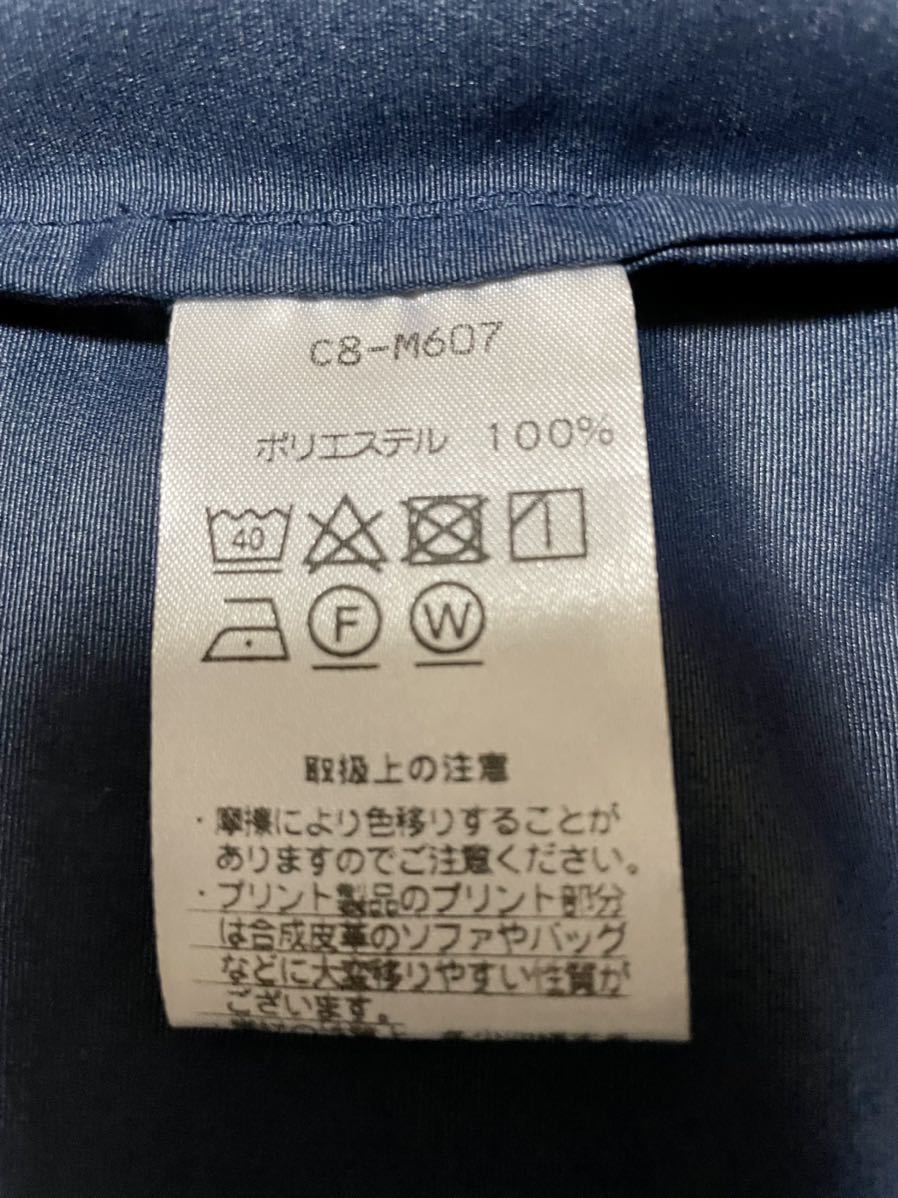 C8-M607
ポリエステル 100%
40
F W
取扱上の注意
・摩擦により色移りすることが
ありますのでご注意ください。
・プリント製品のプリント部分
は合成皮革のソファやバッグ
などに大変移りやすい性質が
ございます。